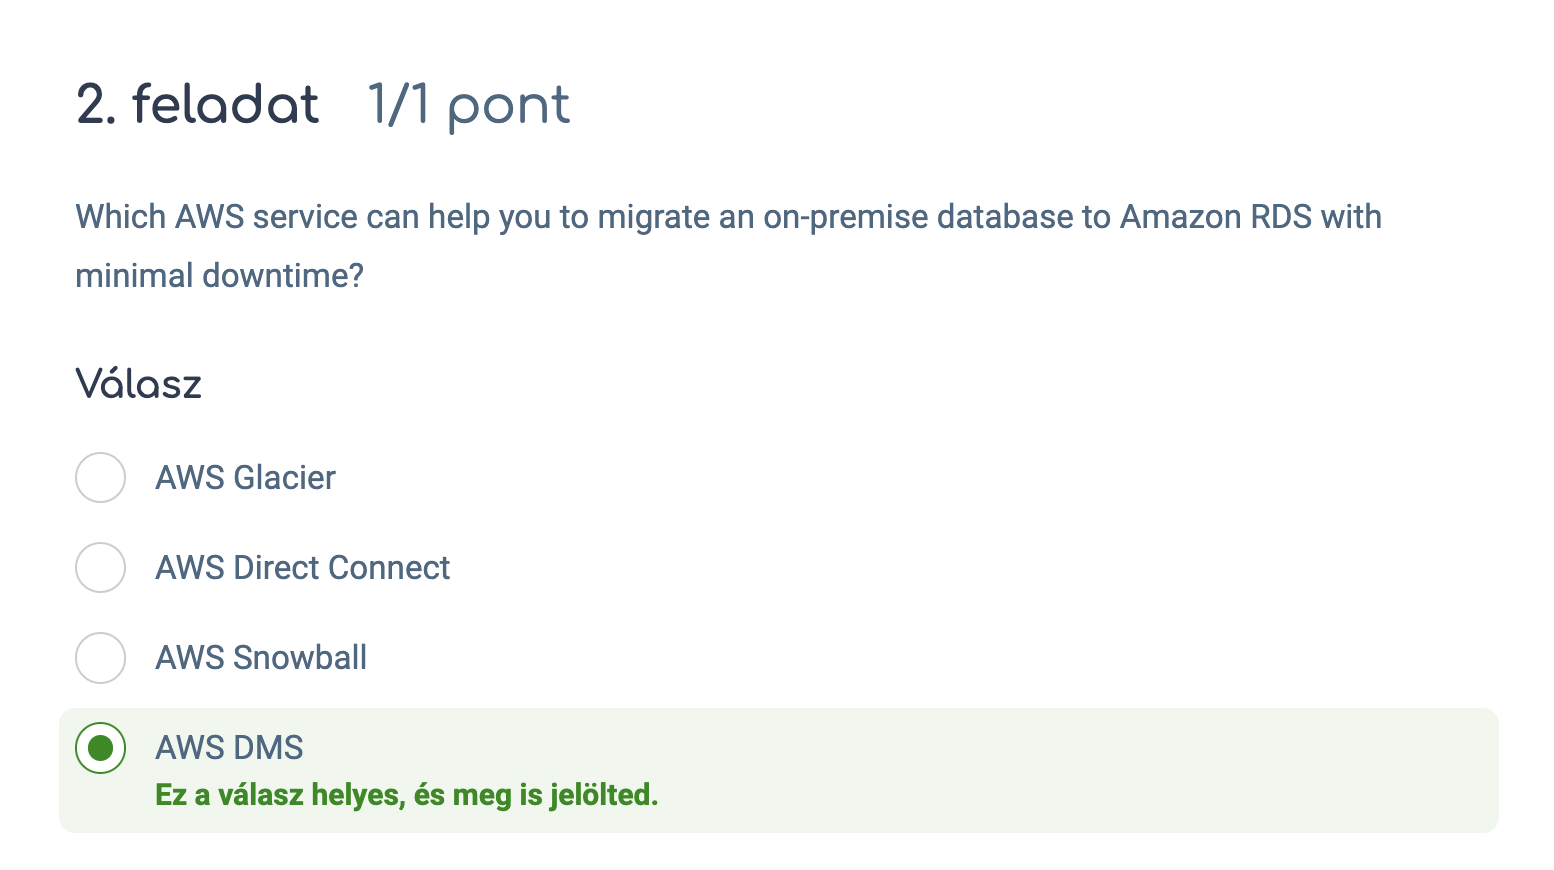 2. feladat 1/1 pont
Which AWS service can help you to migrate an on-premise database to Amazon RDS with
minimal downtime?
Válasz
AWS Glacier
AWS Direct Connect
AWS Snowball
AWS DMS
Ez a válasz helyes, és meg is jelölted.